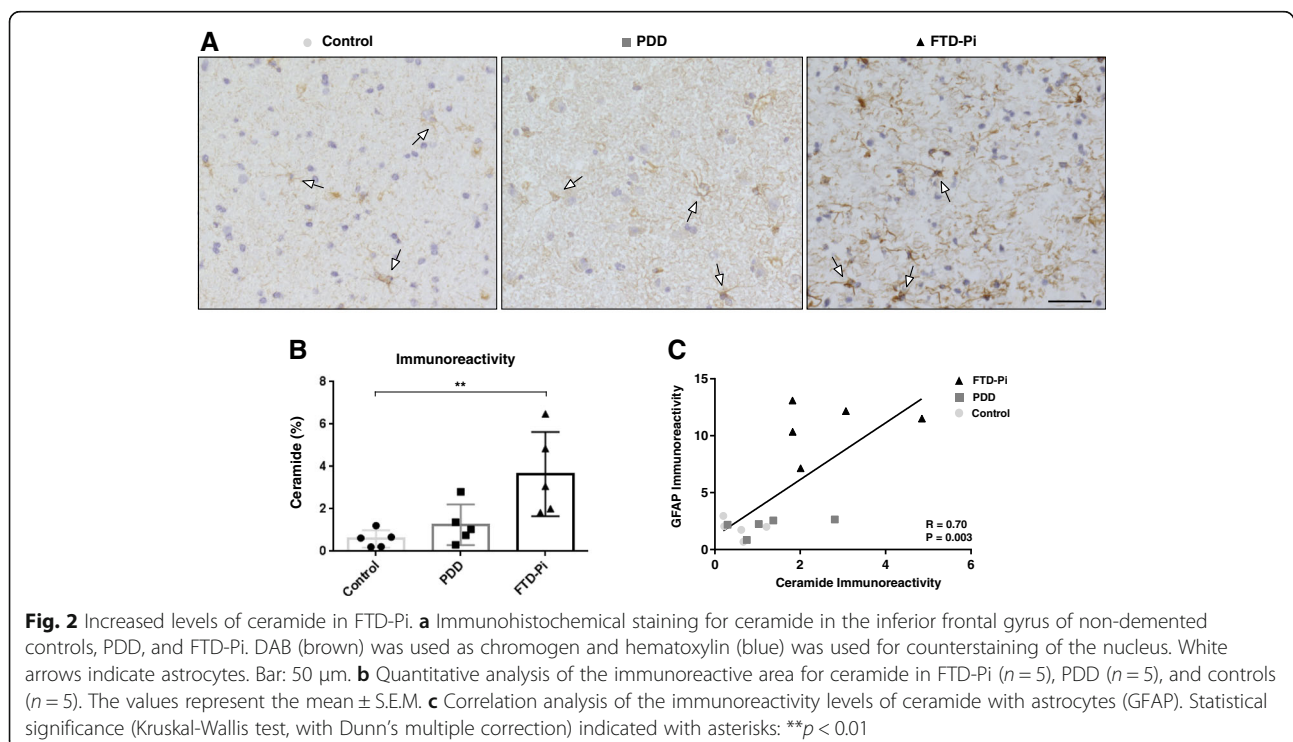 A
Control
PDD
FTD-Pi
B
Immunoreactivity
**
Ceramide (%)
8
6
4
2
0
Control
PDD
FTD-Pi
C
FTD-Pi
PDD
Control
GFAP Immunoreactivity
15
10
5
0
R = 0.70
P = 0.003
0
2
4
6
Ceramide Immunoreactivity
Fig. 2 Increased levels of ceramide in FTD-Pi. a Immunohistochemical staining for ceramide in the inferior frontal gyrus of non-demented
controls, PDD, and FTD-Pi. DAB (brown) was used as chromogen and hematoxylin (blue) was used for counterstaining of the nucleus. White
arrows indicate astrocytes. Bar: 50 μm. b Quantitative analysis of the immunoreactive area for ceramide in FTD-Pi (n = 5), PDD (n = 5), and controls
(n = 5). The values represent the mean ± S.E.M. c Correlation analysis of the immunoreactivity levels of ceramide with astrocytes (GFAP). Statistical
significance (Kruskal-Wallis test, with Dunn's multiple correction) indicated with asterisks: **p < 0.01